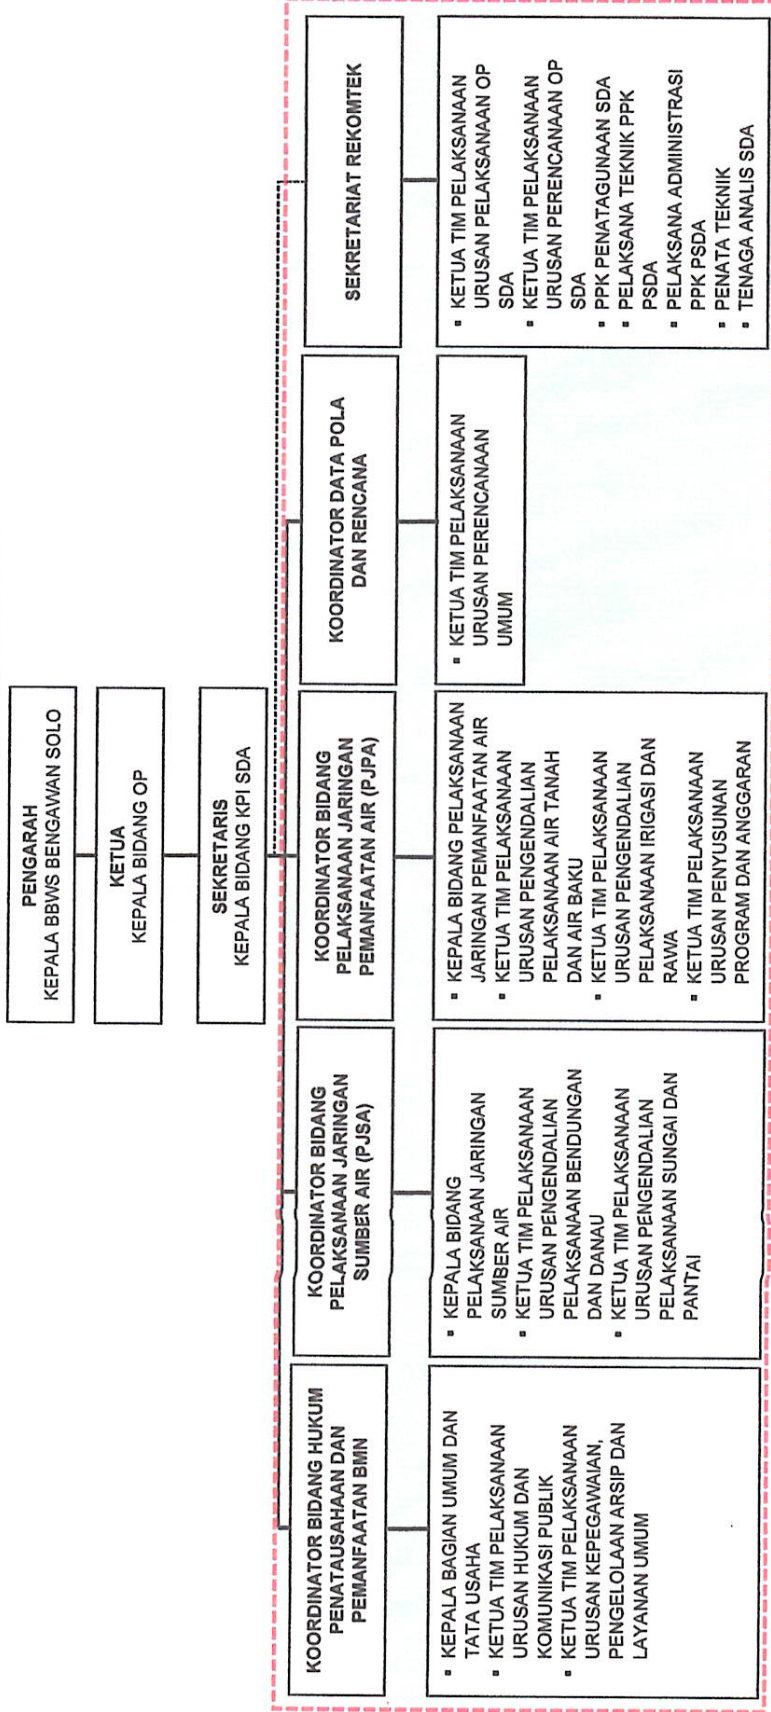 PENGARAH
KEPALA BBWS BENGAWAN SOLO
KETUA
KEPALA BIDANG OP
SEKRETARIS
KEPALA BIDANG KPI SDA
KOORDINATOR BIDANG HUKUM
PENATAUSAHAAN DAN
PEMANFAATAN BMN
▪ KEPALA BAGIAN UMUM DAN
TATA USAHA
▪ KETUA TIM PELAKSANAAN
URUSAN HUKUM DAN
KOMUNIKASI PUBLIK
▪ KETUA TIM PELAKSANAAN
URUSAN KEPEGAWAIAN,
PENGELOLAAN ARSIP DAN
LAYANAN UMUM
KOORDINATOR BIDANG
PELAKSANAAN JARINGAN
SUMBER AIR (PJSA)
▪ KEPALA BIDANG
PELAKSANAAN JARINGAN
SUMBER AIR
▪ KETUA TIM PELAKSANAAN
URUSAN PENGENDALIAN
PELAKSANAAN BENDUNGAN
DAN DANAU
▪ KETUA TIM PELAKSANAAN
URUSAN PENGENDALIAN
PELAKSANAAN SUNGAI DAN
PANTAI
KOORDINATOR BIDANG
PELAKSANAAN JARINGAN
PEMANFAATAN AIR (PJPA)
▪ KEPALA BIDANG PELAKSANAAN
JARINGAN PEMANFAATAN AIR
▪ KETUA TIM PELAKSANAAN
URUSAN PENGENDALIAN
PELAKSANAAN AIR TANAH
DAN AIR BAKU
▪ KETUA TIM PELAKSANAAN
URUSAN PENGENDALIAN
PELAKSANAAN IRIGASI DAN
RAWA
▪ KETUA TIM PELAKSANAAN
URUSAN PENYUSUNAN
PROGRAM DAN ANGGARAN
KOORDINATOR DATA POLA
DAN RENCANA
▪ KETUA TIM PELAKSANAAN
URUSAN PERENCANAAN
UMUM
SEKRETARIAT REKOMTEK
▪ KETUA TIM PELAKSANAAN
URUSAN PELAKSANAAN OP
SDA
▪ KETUA TIM PELAKSANAAN
URUSAN PERENCANAAN OP
SDA
▪ PPK PENATAGUNAAN SDA
▪ PELAKSANA TEKNIK PPK
PSDA
▪ PELAKSANA ADMINISTRASI
PPK PSDA
▪ PENATA TEKNIK
▪ TENAGA ANALIS SDA